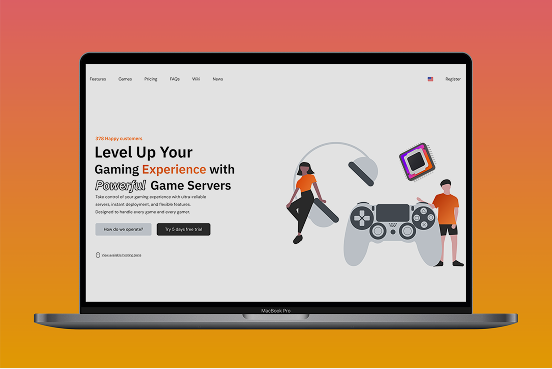 Features Games Pricing FAQs Wiki News Register
378 Happy customers
Level Up Your
Gaming Experience with
Powerful Game Servers
Take control of your gaming experience with ultra-reliable
servers, instant deployment, and flexible features.
Designed to handle every game and every gamer.
How do we operate? Try 5 days free trial
MacBook Pro